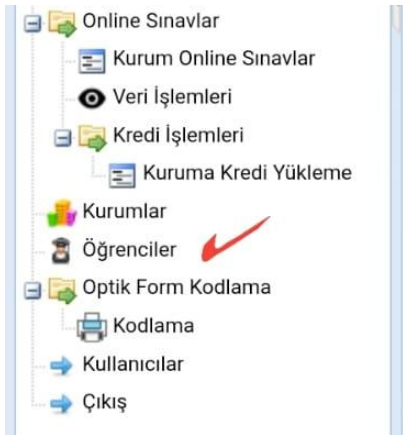 Online Sınavlar
Kurum Online Sınavlar
Veri İşlemleri
Kredi İşlemleri
Kuruma Kredi Yükleme
Kurumlar
Öğrenciler
Optik Form Kodlama
Kodlama
Kullanıcılar
Çıkış